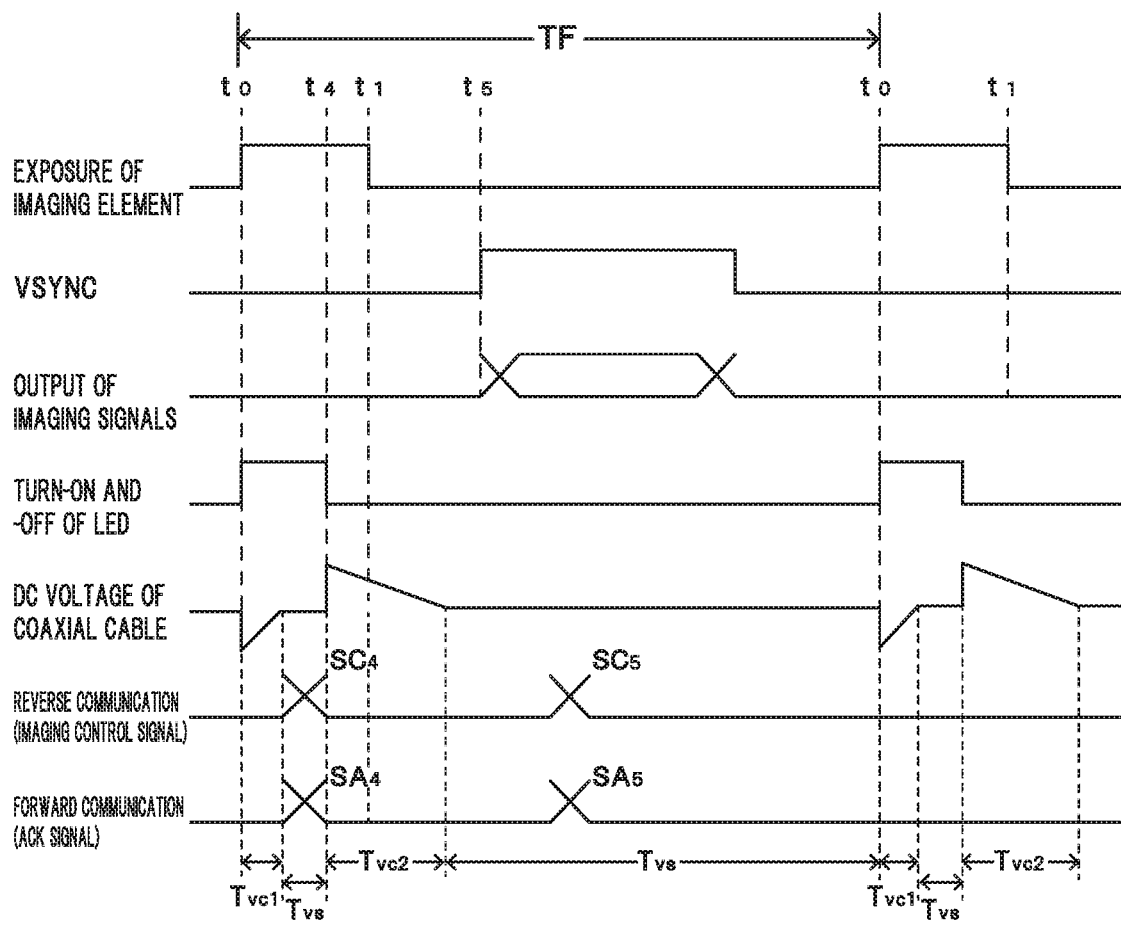 TF
t0 t4 t1 t5 t0 t1
EXPOSURE OF
IMAGING ELEMENT
VSYNC
OUTPUT OF
IMAGING SIGNALS
TURN-ON AND
-OFF OF LED
DC VOLTAGE OF
COAXIAL CABLE
SC4 SC5
REVERSE COMMUNICATION
(IMAGING CONTROL SIGNAL)
SA4 SA5
FORWARD COMMUNICATION
(ACK SIGNAL)
Tvc2 Tvs Tvc2
Tvc1 Tvs Tvc1 Tvs